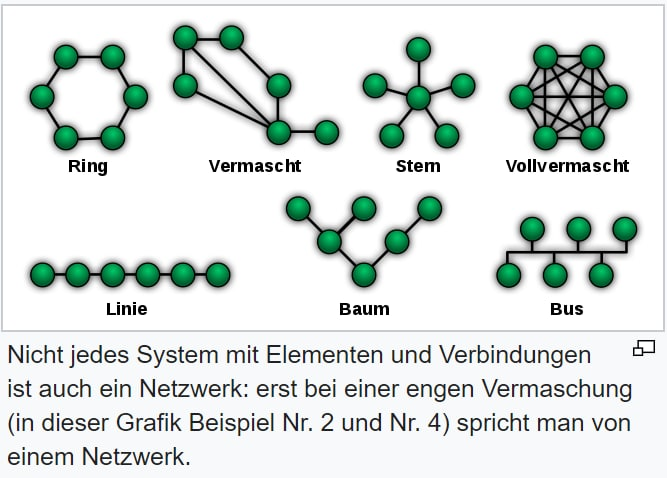 Ring
Vermascht
Stern
Vollvermascht
Linie
Baum
Bus
Nicht jedes System mit Elementen und Verbindungen
ist auch ein Netzwerk: erst bei einer engen Vermaschung
(in dieser Grafik Beispiel Nr. 2 und Nr. 4) spricht man von
einem Netzwerk.